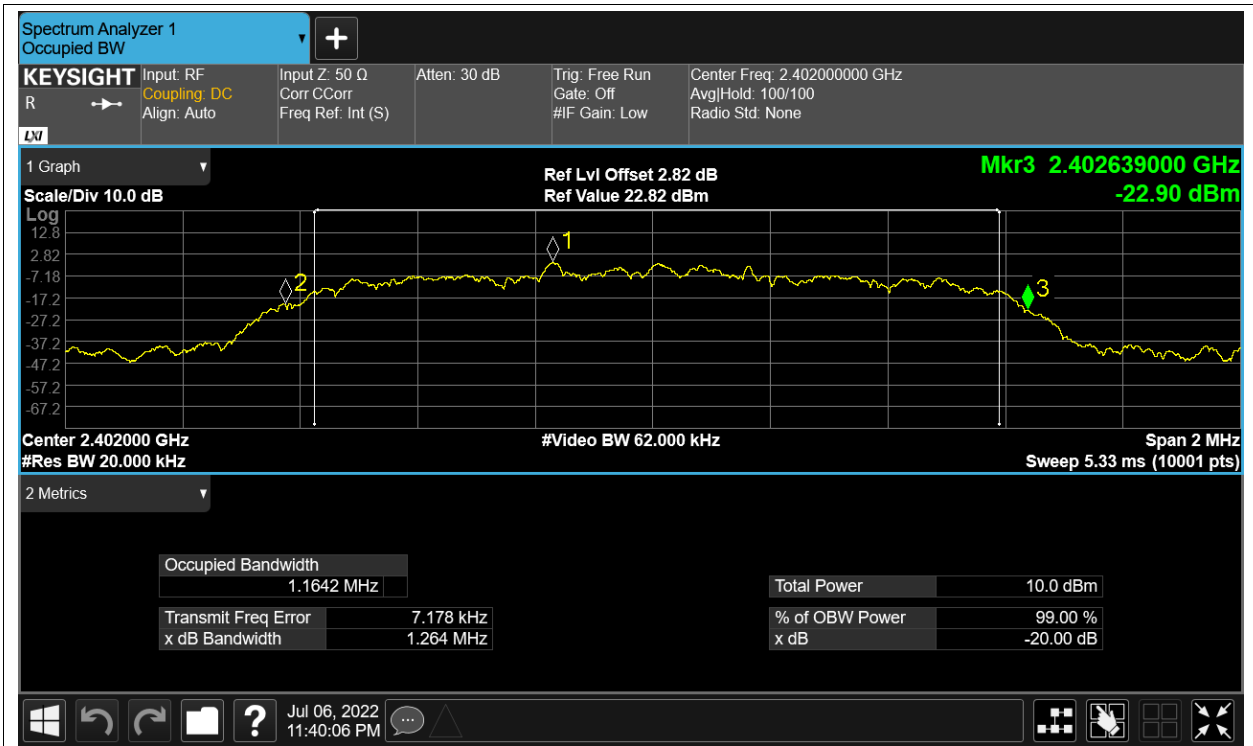 Spectrum Analyzer 1
Occupied BW
KEYSIGHT
R
LXI
Input: RF
Coupling: DC
Align: Auto
Input Z: 50 Ω
Corr CCorr
Freq Ref: Int (S)
Atten: 30 dB
Trig: Free Run
Gate: Off
#IF Gain: Low
Center Freq: 2.402000000 GHz
Avg|Hold: 100/100
Radio Std: None
1 Graph
Scale/Div 10.0 dB
Ref Lvl Offset 2.82 dB
Ref Value 22.82 dBm
Mkr3 2.402639000 GHz
-22.90 dBm
Log
12.8
2.82
-7.18
-17.2
-27.2
-37.2
-47.2
-57.2
-67.2
1
2
3
Center 2.402000 GHz
#Res BW 20.000 kHz
#Video BW 62.000 kHz
Span 2 MHz
Sweep 5.33 ms (10001 pts)
2 Metrics
Occupied Bandwidth
1.1642 MHz
Transmit Freq Error 7.178 kHz
x dB Bandwidth 1.264 MHz
Total Power 10.0 dBm
% of OBW Power 99.00 %
x dB -20.00 dB
?
Jul 06, 2022
11:40:06 PM